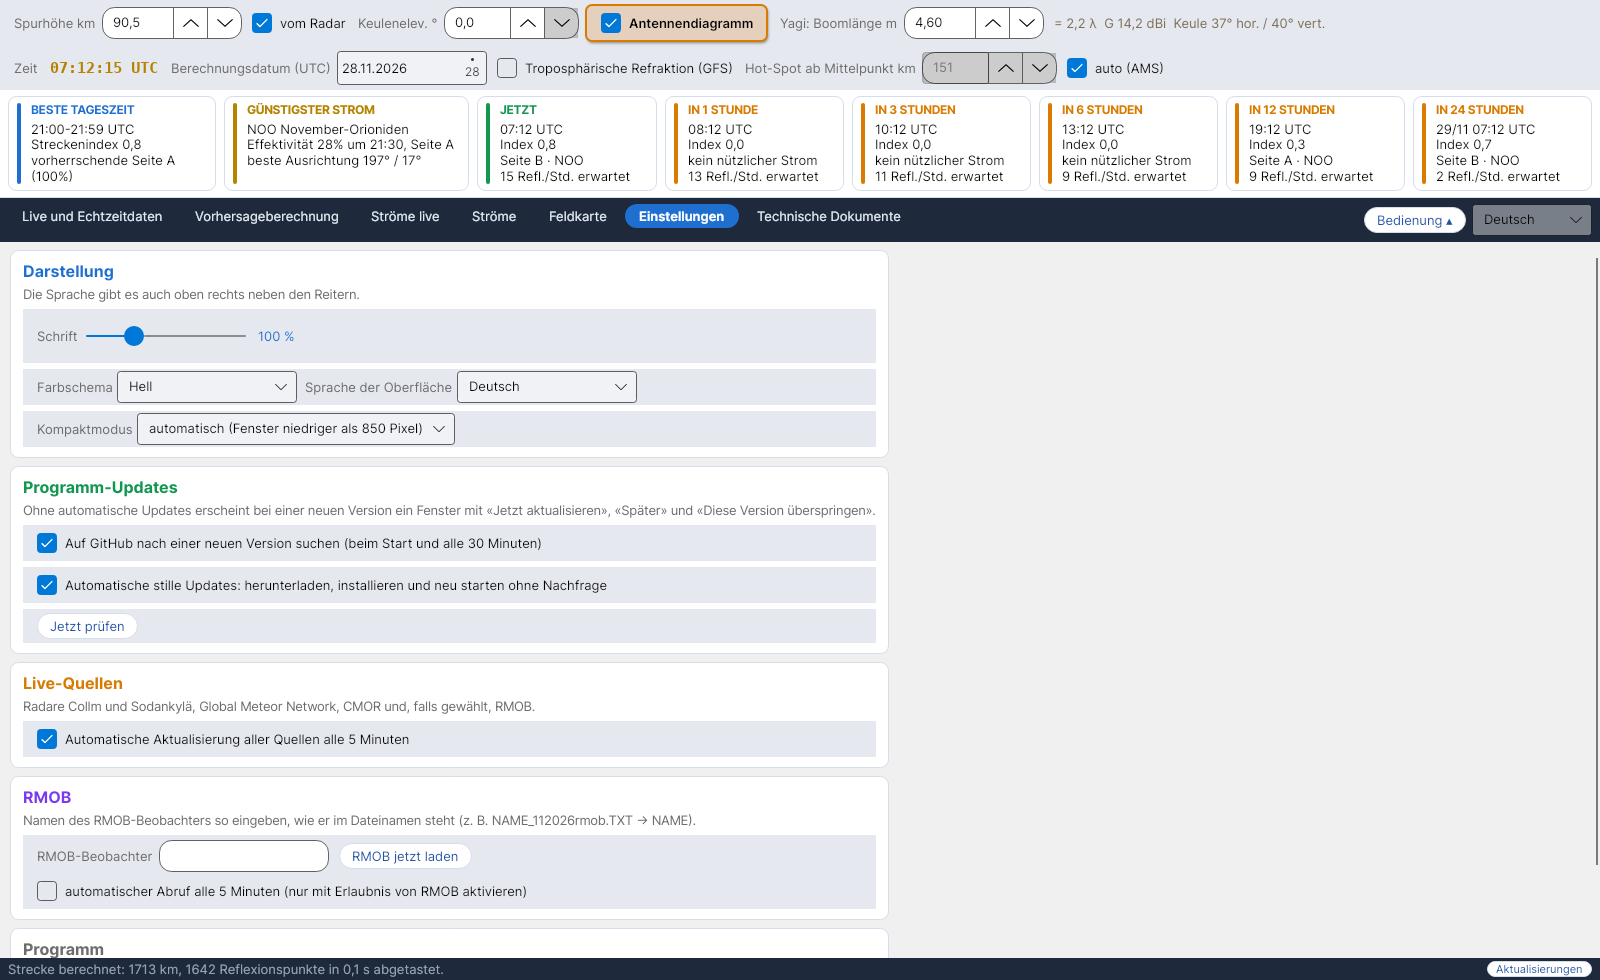 Spurhöhe km 90,5 vom Radar Keulenelev. ° 0,0 Antennendiagramm Yagi: Boomlänge m 4,60 = 2,2 λ G 14,2 dBi Keule 37° hor. / 40° vert.
Zeit 07:12:15 UTC Berechnungsdatum (UTC) 28.11.2026 28 Troposphärische Refraktion (GFS) Hot-Spot ab Mittelpunkt km 151 auto (AMS)
BESTE TAGESZEIT
21:00-21:59 UTC
Streckenindex 0,8
vorherrschende Seite A
(100%)
GÜNSTIGSTER STROM
NOO November-Orioniden
Effektivität 28% um 21:30, Seite A
beste Ausrichtung 197° / 17°
JETZT
07:12 UTC
Index 0,8
Seite B · NOO
15 Refl./Std. erwartet
IN 1 STUNDE
08:12 UTC
Index 0,0
kein nützlicher Strom
13 Refl./Std. erwartet
IN 3 STUNDEN
10:12 UTC
Index 0,0
kein nützlicher Strom
11 Refl./Std. erwartet
IN 6 STUNDEN
13:12 UTC
Index 0,0
kein nützlicher Strom
9 Refl./Std. erwartet
IN 12 STUNDEN
19:12 UTC
Index 0,3
Seite A · NOO
9 Refl./Std. erwartet
IN 24 STUNDEN
29/11 07:12 UTC
Index 0,7
Seite B · NOO
2 Refl./Std. erwartet
Live und Echtzeitdaten Vorhersageberechnung Ströme live Ströme Feldkarte Einstellungen Technische Dokumente Bedienung ▴ Deutsch
Darstellung
Die Sprache gibt es auch oben rechts neben den Reitern.
Schrift 100 %
Farbschema Hell Sprache der Oberfläche Deutsch
Kompaktmodus automatisch (Fenster niedriger als 850 Pixel)
Programm-Updates
Ohne automatische Updates erscheint bei einer neuen Version ein Fenster mit «Jetzt aktualisieren», «Später» und «Diese Version überspringen».
Auf GitHub nach einer neuen Version suchen (beim Start und alle 30 Minuten)
Automatische stille Updates: herunterladen, installieren und neu starten ohne Nachfrage
Jetzt prüfen
Live-Quellen
Radare Collm und Sodankylä, Global Meteor Network, CMOR und, falls gewählt, RMOB.
Automatische Aktualisierung aller Quellen alle 5 Minuten
RMOB
Namen des RMOB-Beobachters so eingeben, wie er im Dateinamen steht (z. B. NAME_112026rmob.TXT → NAME).
RMOB-Beobachter RMOB jetzt laden
automatischer Abruf alle 5 Minuten (nur mit Erlaubnis von RMOB aktivieren)
Programm
Strecke berechnet: 1713 km, 1642 Reflexionspunkte in 0,1 s abgetastet. Aktualisierungen